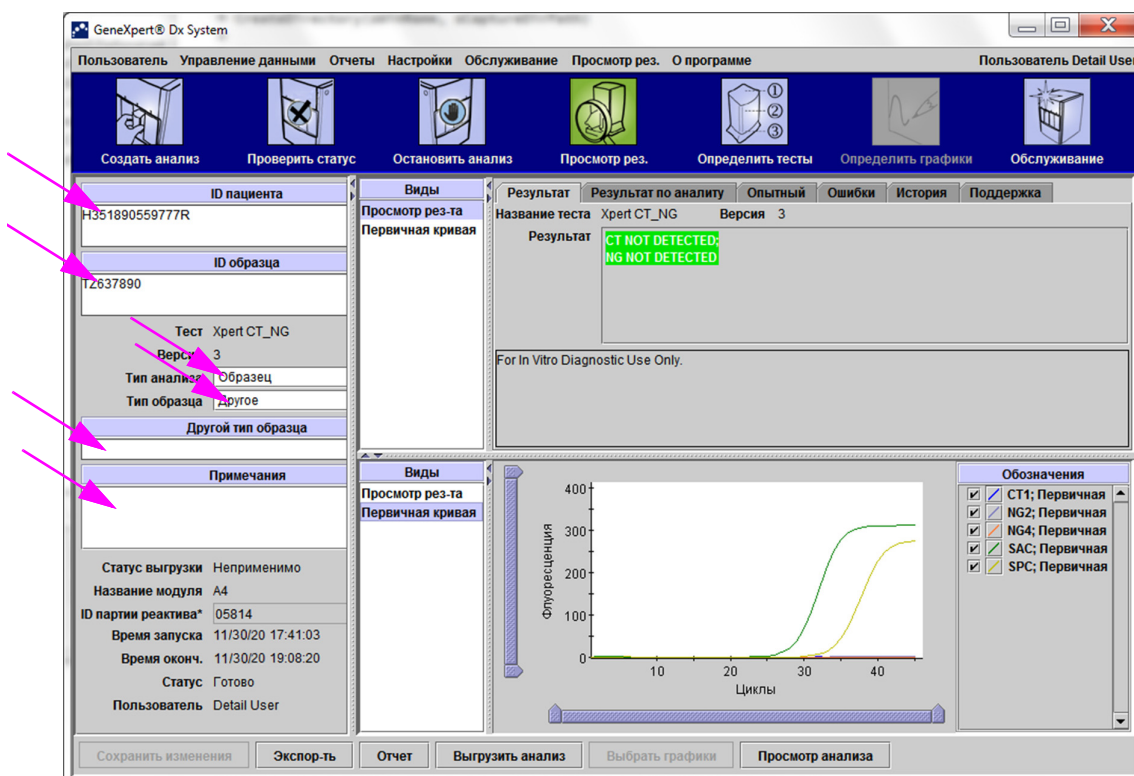 GeneXpert® Dx System
Пользователь Управление данными Отчеты Настройки Обслуживание Просмотр рез. О программе Пользователь Detail User
Создать анализ Проверить статус Остановить анализ Просмотр рез. Определить тесты Определить графики Обслуживание
ID пациента
H351890559777R
ID образца
TZ637890
Тест Xpert CT_NG
Версия 3
Тип анализа Образец
Тип образца Другое
Другой тип образца
Примечания
Статус выгрузки Неприменимо
Название модуля A4
ID партии реактива* 05814
Время запуска 11/30/20 17:41:03
Время оконч. 11/30/20 19:08:20
Статус Готово
Пользователь Detail User
Виды
Просмотр рез-та
Первичная кривая
Результат Результат по аналиту Опытный Ошибки История Поддержка
Название теста Xpert CT_NG Версия 3
Результат CT NOT DETECTED;
NG NOT DETECTED
For In Vitro Diagnostic Use Only.
Виды
Просмотр рез-та
Первичная кривая
Флуоресценция
400
300
200
100
0
10 20 30 40
Циклы
Обозначения
CT1; Первичная
NG2; Первичная
NG4; Первичная
SAC; Первичная
SPC; Первичная
Сохранить изменения Экспор-ть Отчет Выгрузить анализ Выбрать графики Просмотр анализа